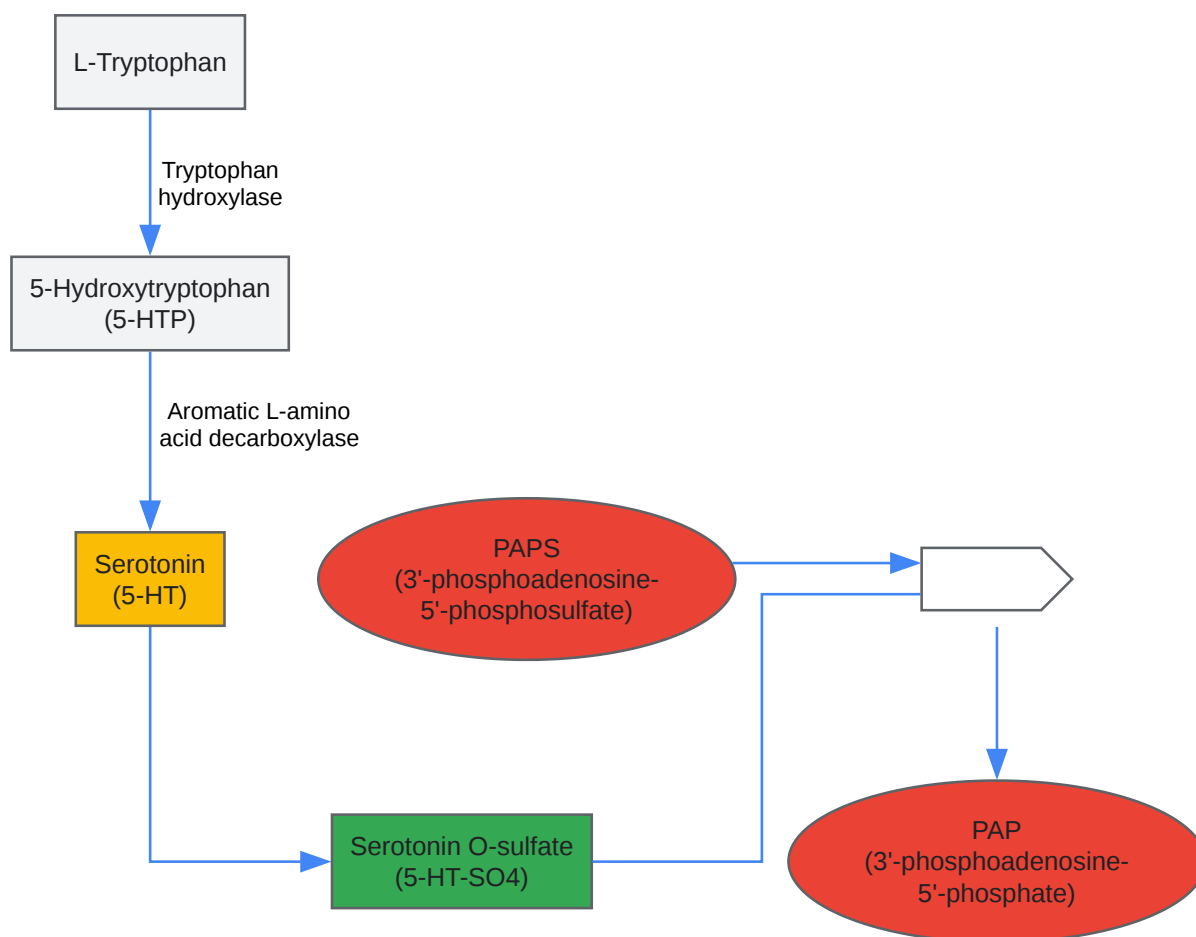 L-Tryptophan
Tryptophan
hydroxylase
5-Hydroxytryptophan
(5-HTP)
Aromatic L-amino
acid decarboxylase
Serotonin
(5-HT)
PAPS
(3'-phosphoadenosine-
5'-phosphosulfate)
Serotonin O-sulfate
(5-HT-SO4)
PAP
(3'-phosphoadenosine-
5'-phosphate)